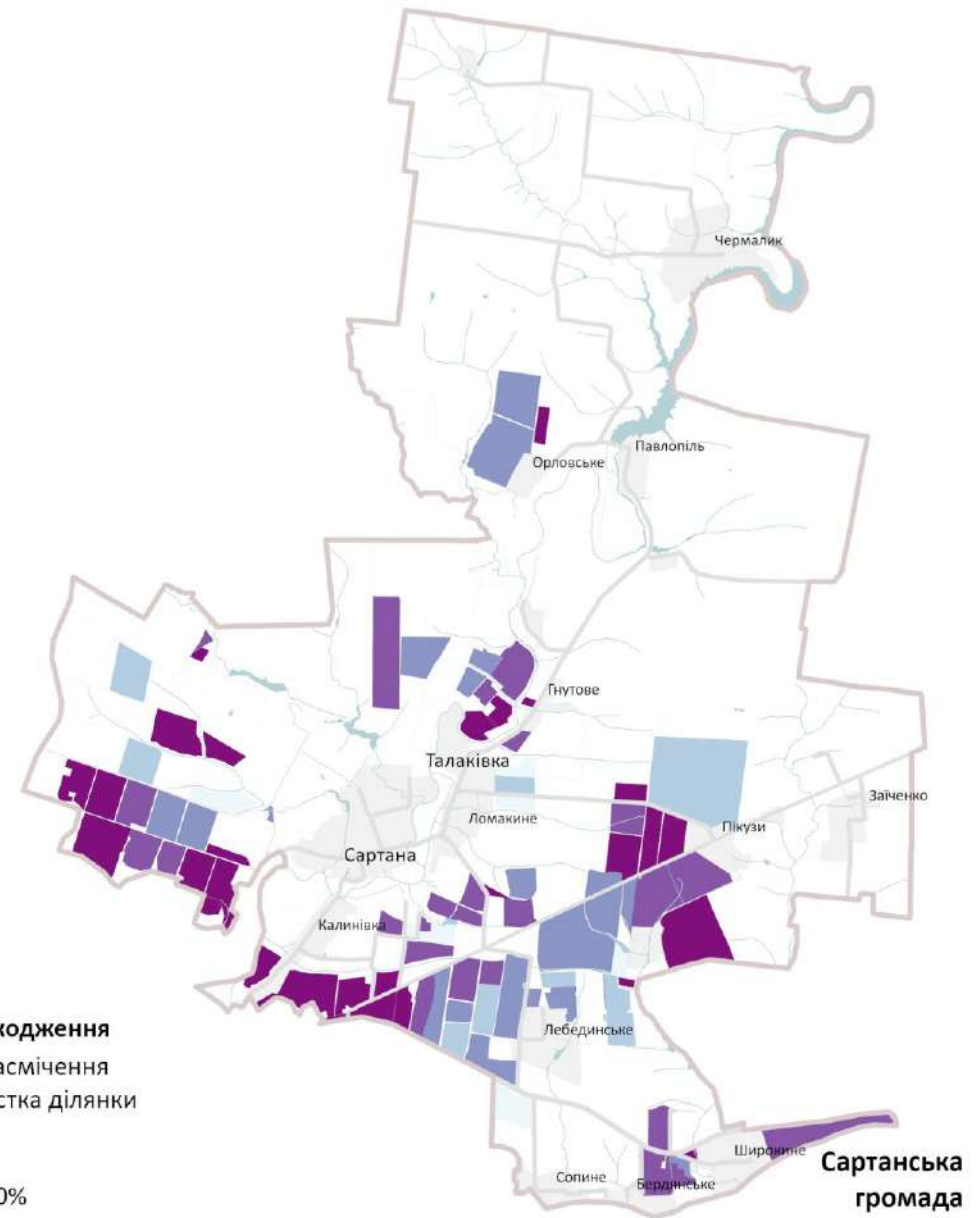 Чермалик
Павлопіль
Орловське
Гнутове
Талаківка
Заїченко
Ломакине
Пікузи
Сартана
Калинівка
ходження
асмічення
Лебединське
стка ділянки
Широкине
Сартанська
громада
Сопине
Бердянське
0%